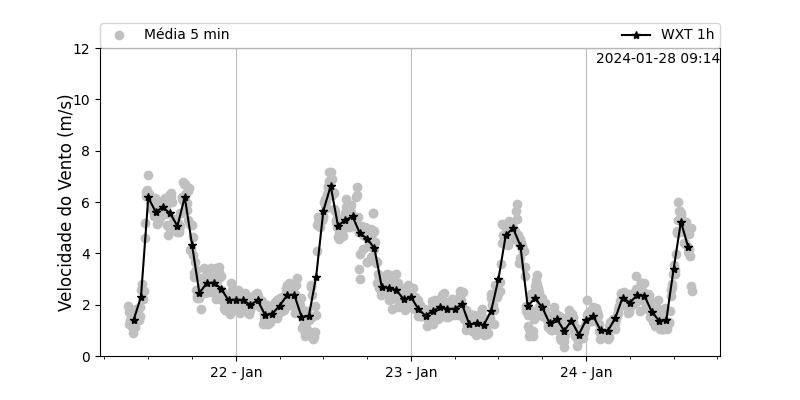 Média 5 min
WXT 1h
2024-01-28 09:14
Velocidade do Vento (m/s)
12
10
8
6
4
2
0
22 - Jan
23 - Jan
24 - Jan